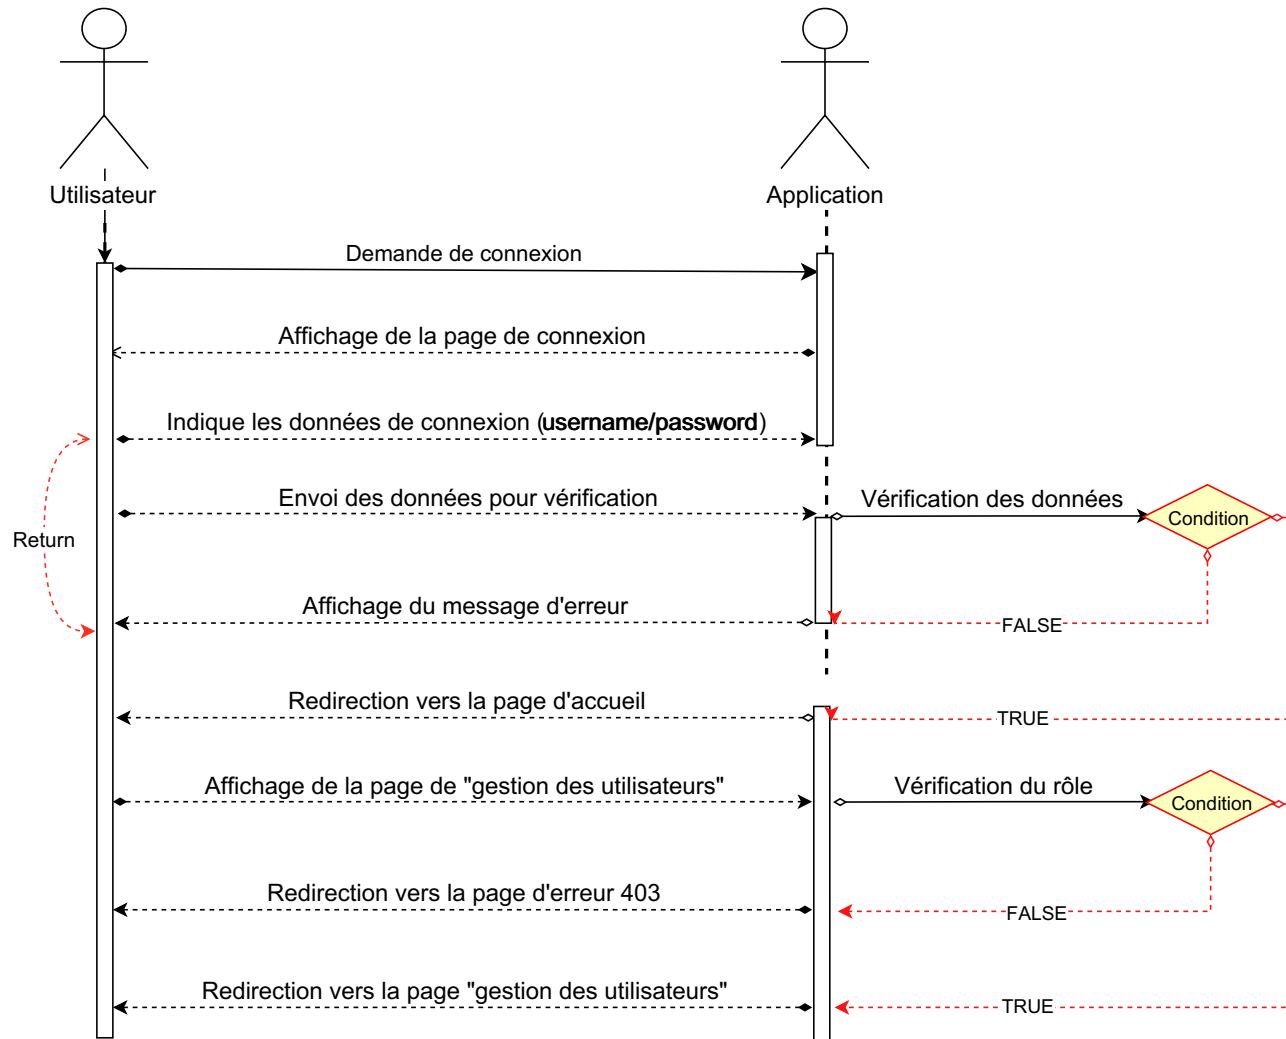 Utilisateur
Application
Demande de connexion
Affichage de la page de connexion
Indique les données de connexion (username/password)
Envoi des données pour vérification
Vérification des données
Condition
Return
Affichage du message d'erreur
FALSE
Redirection vers la page d'accueil
TRUE
Affichage de la page de "gestion des utilisateurs"
Vérification du rôle
Condition
Redirection vers la page d'erreur 403
FALSE
Redirection vers la page "gestion des utilisateurs"
TRUE